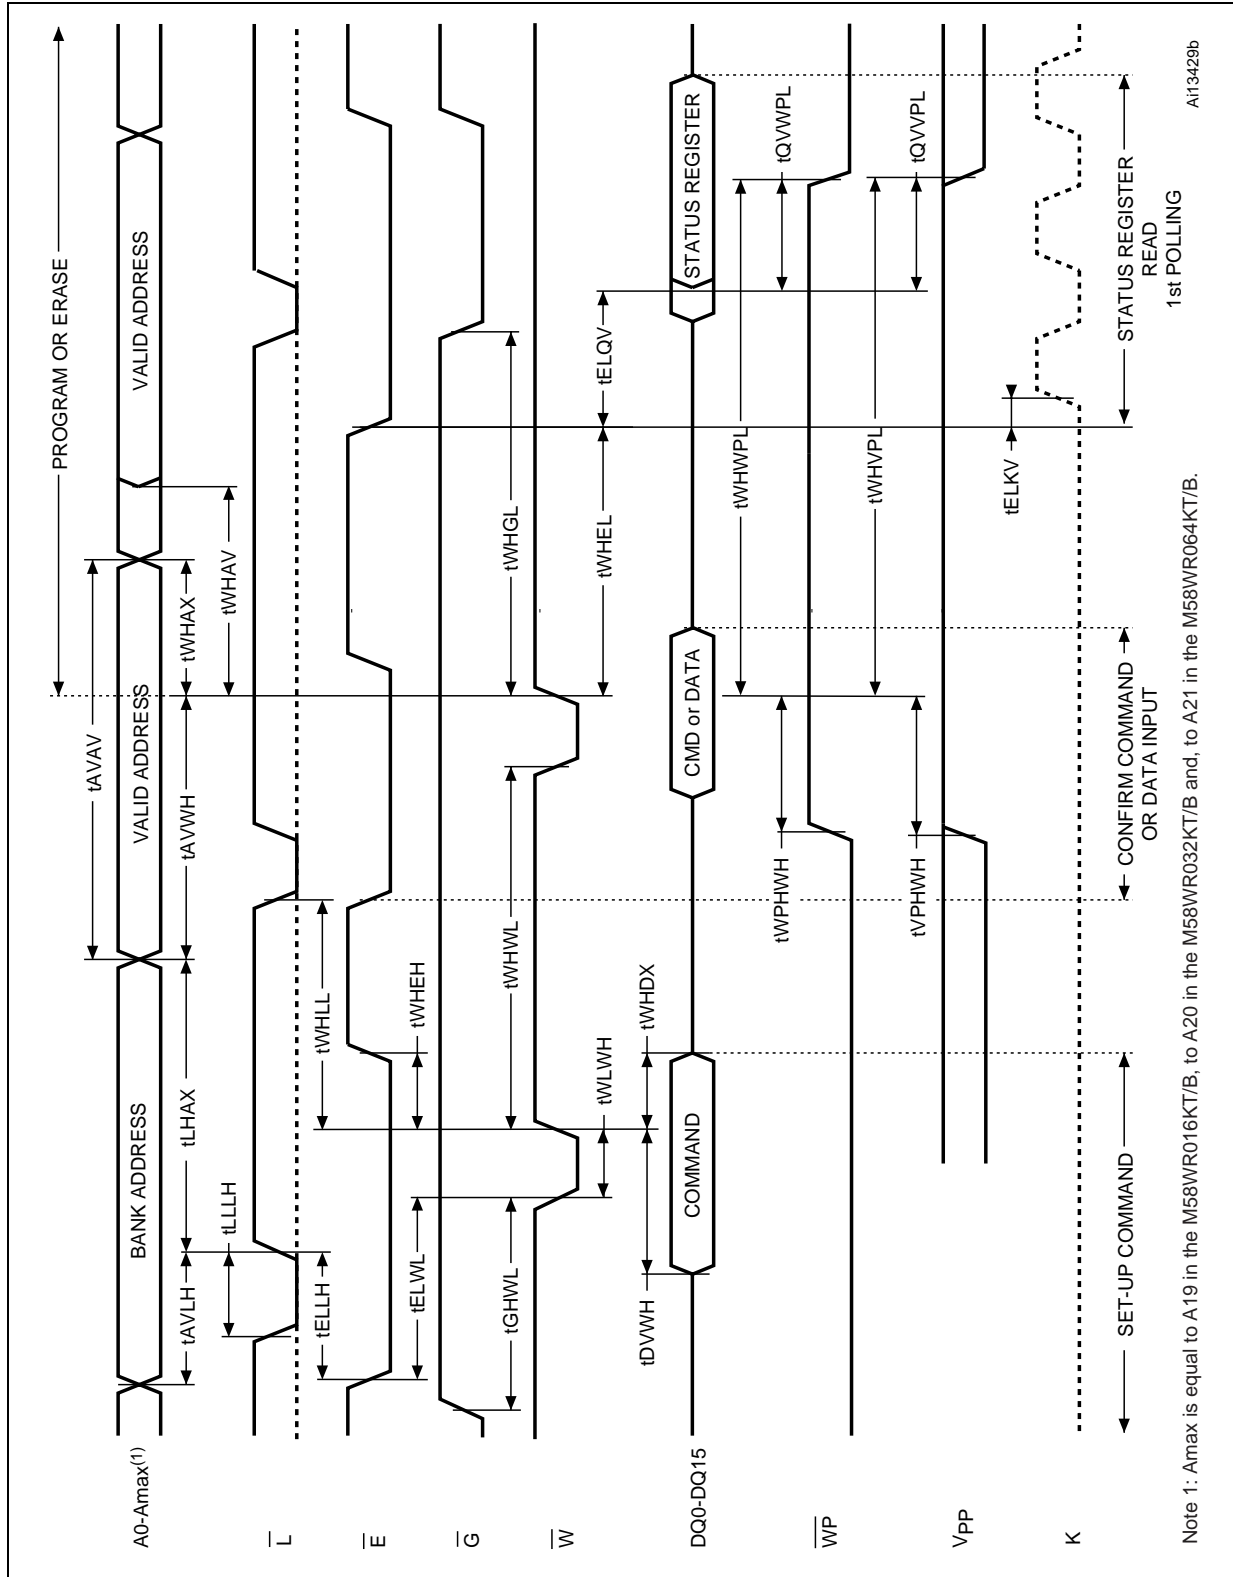 PROGRAM OR ERASE
tAVAV
A0-Amax(1)
BANK ADDRESS
VALID ADDRESS
VALID ADDRESS
tAVLH
tLHAX
tAVWH
tWHAX
tWHAV
tLLLH
L
tELLH
tWHLL
E
tELWL
tWHEH
G
tGHWL
tWHWL
tWHGL
W
tWLWH
tWHEL
tELQV
tDVWH
tWHDX
DQ0-DQ15
COMMAND
CMD or DATA
STATUS REGISTER
tWHWPL
tWPHWH
tQVWPL
WP
tWHVPL
tVPHWH
tQVVPL
VPP
tELKV
K
SET-UP COMMAND
CONFIRM COMMAND
OR DATA INPUT
STATUS REGISTER
READ
1st POLLING
Note 1: Amax is equal to A19 in the M58WR016KT/B, to A20 in the M58WR032KT/B and, to A21 in the M58WR064KT/B.
Ai13429b